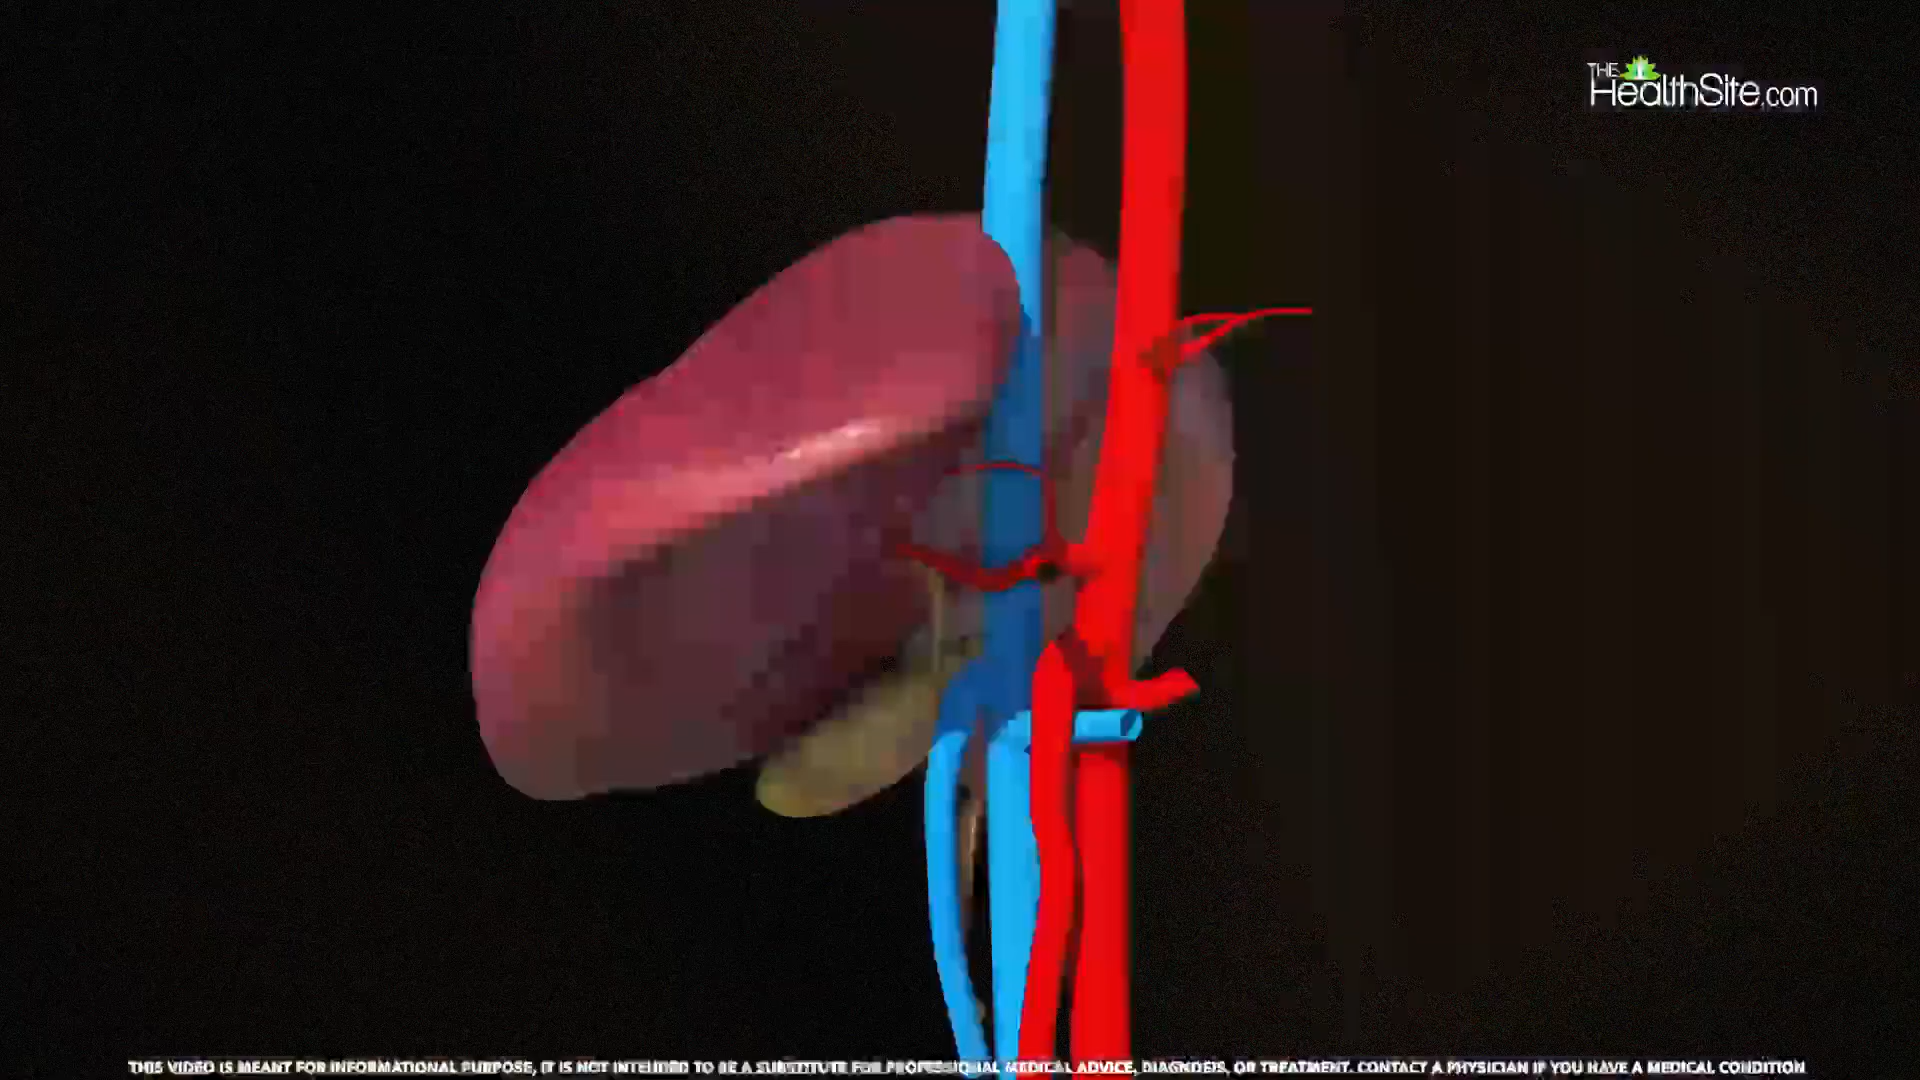 THE
HealthSite.com
THIS VIDEO IS MEANT FOR INFORMATIONAL PURPOSE, IT IS NOT INTENDED TO BE A SUBSTITUTE FOR PROFESSIONAL MEDICAL ADVICE, DIAGNOSIS, OR TREATMENT. CONTACT A PHYSICIAN IF YOU HAVE A MEDICAL CONDITION